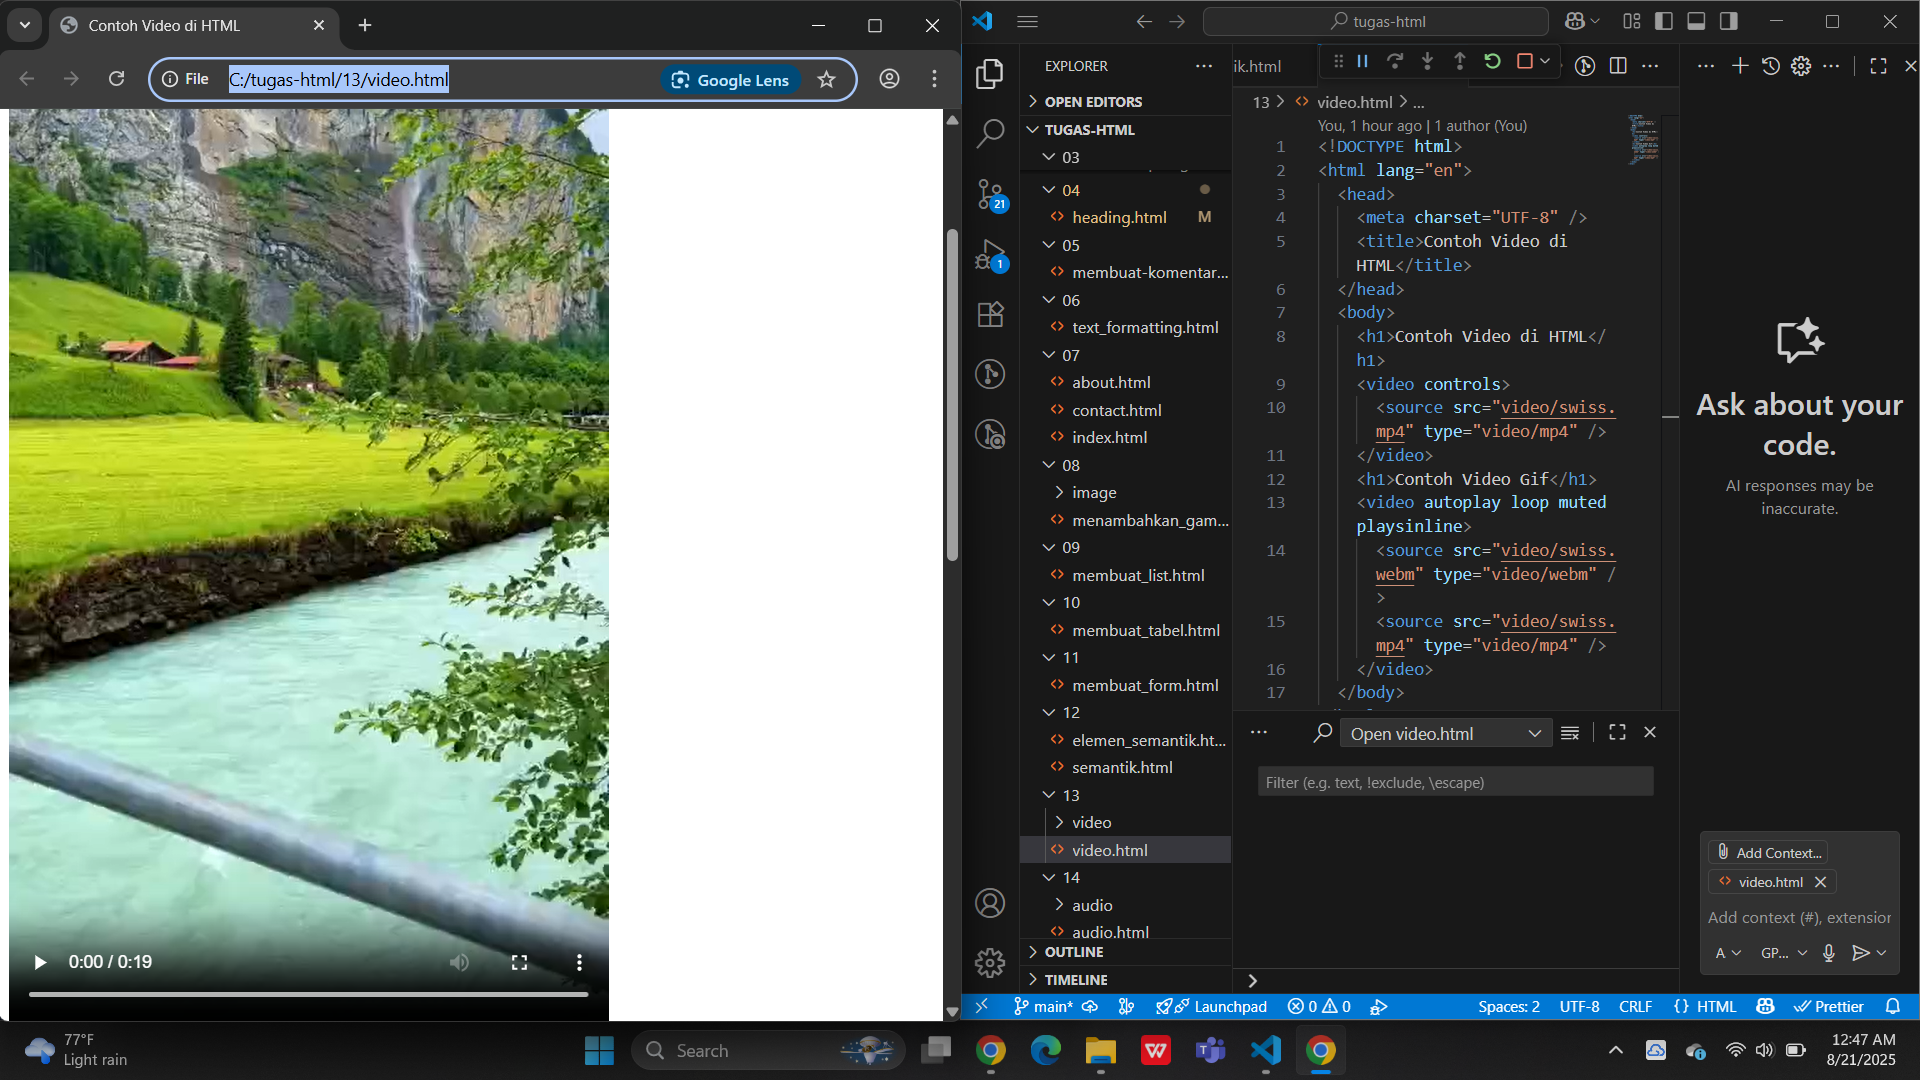 Contoh Video di HTML
File
C:/tugas-html/13/video.html
Google Lens
0:00 / 0:19
tugas-html
EXPLORER
OPEN EDITORS
TUGAS-HTML
03
04
heading.html M
05
membuat-komentar...
06
text_formatting.html
07
about.html
contact.html
index.html
08
image
menambahkan_gam...
09
membuat_list.html
10
membuat_tabel.html
11
membuat_form.html
12
elemen_semantik.ht...
semantik.html
13
video
video.html
14
audio
audio.html
OUTLINE
TIMELINE
21
1
ik.html
13 > video.html > ...
You, 1 hour ago | 1 author (You)
1 <!DOCTYPE html>
2 <html lang="en">
3 <head>
4 <meta charset="UTF-8" />
5 <title>Contoh Video di
HTML</title>
6 </head>
7 <body>
8 <h1>Contoh Video di HTML</
h1>
9 <video controls>
10 <source src="video/swiss.
mp4" type="video/mp4" />
11 </video>
12 <h1>Contoh Video Gif</h1>
13 <video autoplay loop muted
playsinline>
14 <source src="video/swiss.
webm" type="video/webm" /
>
15 <source src="video/swiss.
mp4" type="video/mp4" />
16 </video>
17 </body>
Open video.html
Filter (e.g. text, !exclude, \escape)
Ask about your
code.
AI responses may be
inaccurate.
Add Context...
video.html
Add context (#), extension
A
GP...
main*
Launchpad
0 0
Spaces: 2
UTF-8
CRLF
{ } HTML
Prettier
77°F
Light rain
Search
12:47 AM
8/21/2025